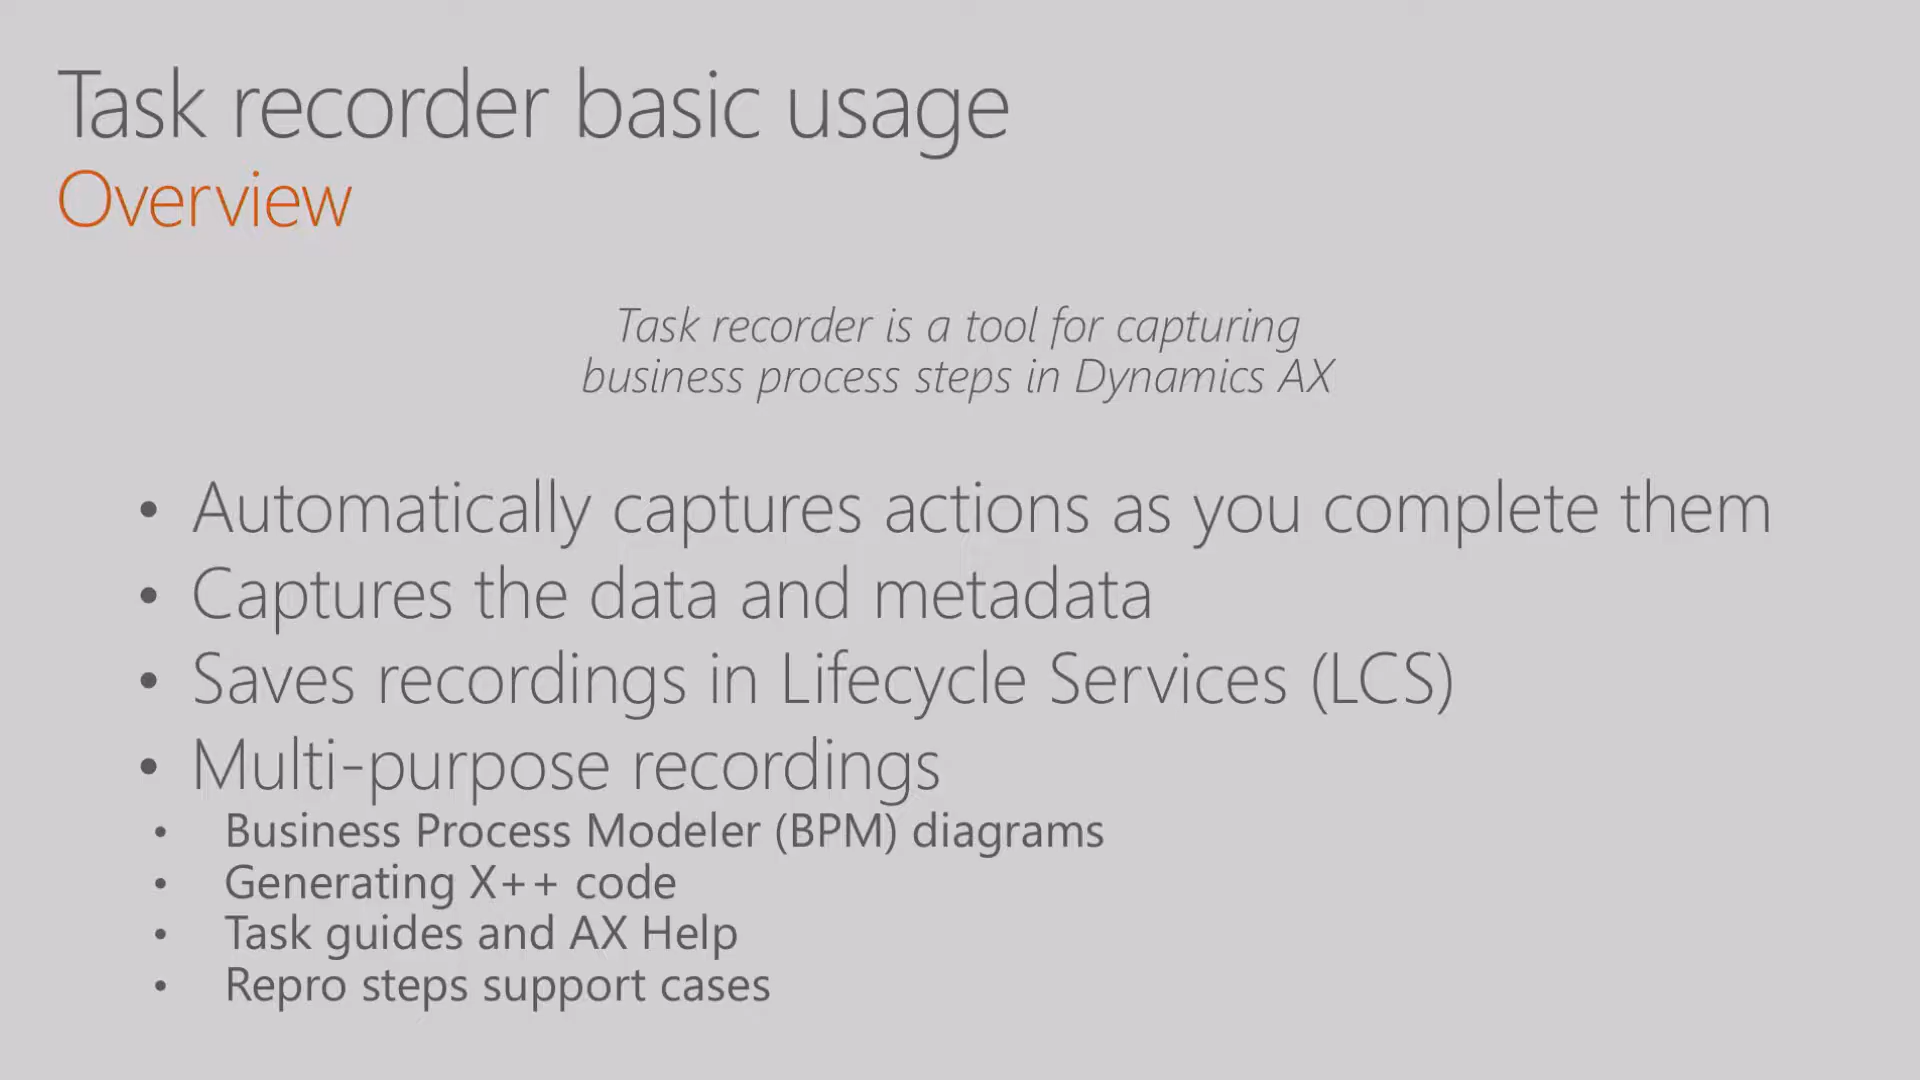 Task recorder basic usage
Overview
Task recorder is a tool for capturing
business process steps in Dynamics AX
• Automatically captures actions as you complete them
• Captures the data and metadata
• Saves recordings in Lifecycle Services (LCS)
• Multi-purpose recordings
• Business Process Modeler (BPM) diagrams
• Generating X++ code
• Task guides and AX Help
• Repro steps support cases